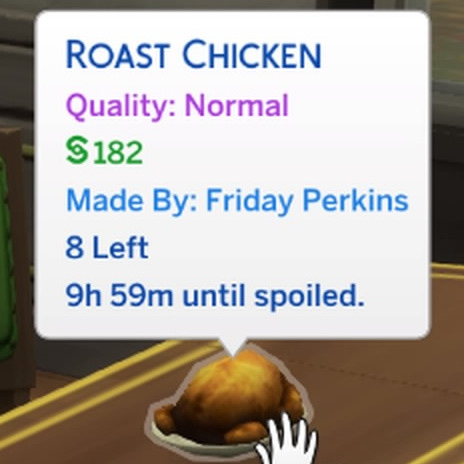 ROAST CHICKEN
Quality: Normal
§182
Made By: Friday Perkins
8 Left
9h 59m until spoiled.